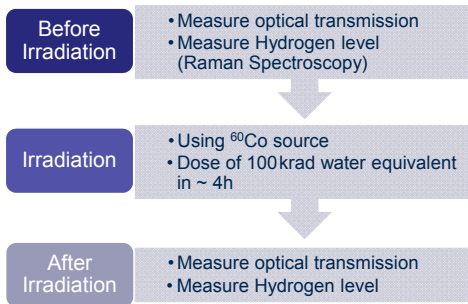 Before
Irradiation
• Measure optical transmission
• Measure Hydrogen level
(Raman Spectroscopy)
Irradiation
• Using ⁶⁰Co source
• Dose of 100krad water equivalent
in ~ 4h
After
Irradiation
• Measure optical transmission
• Measure Hydrogen level